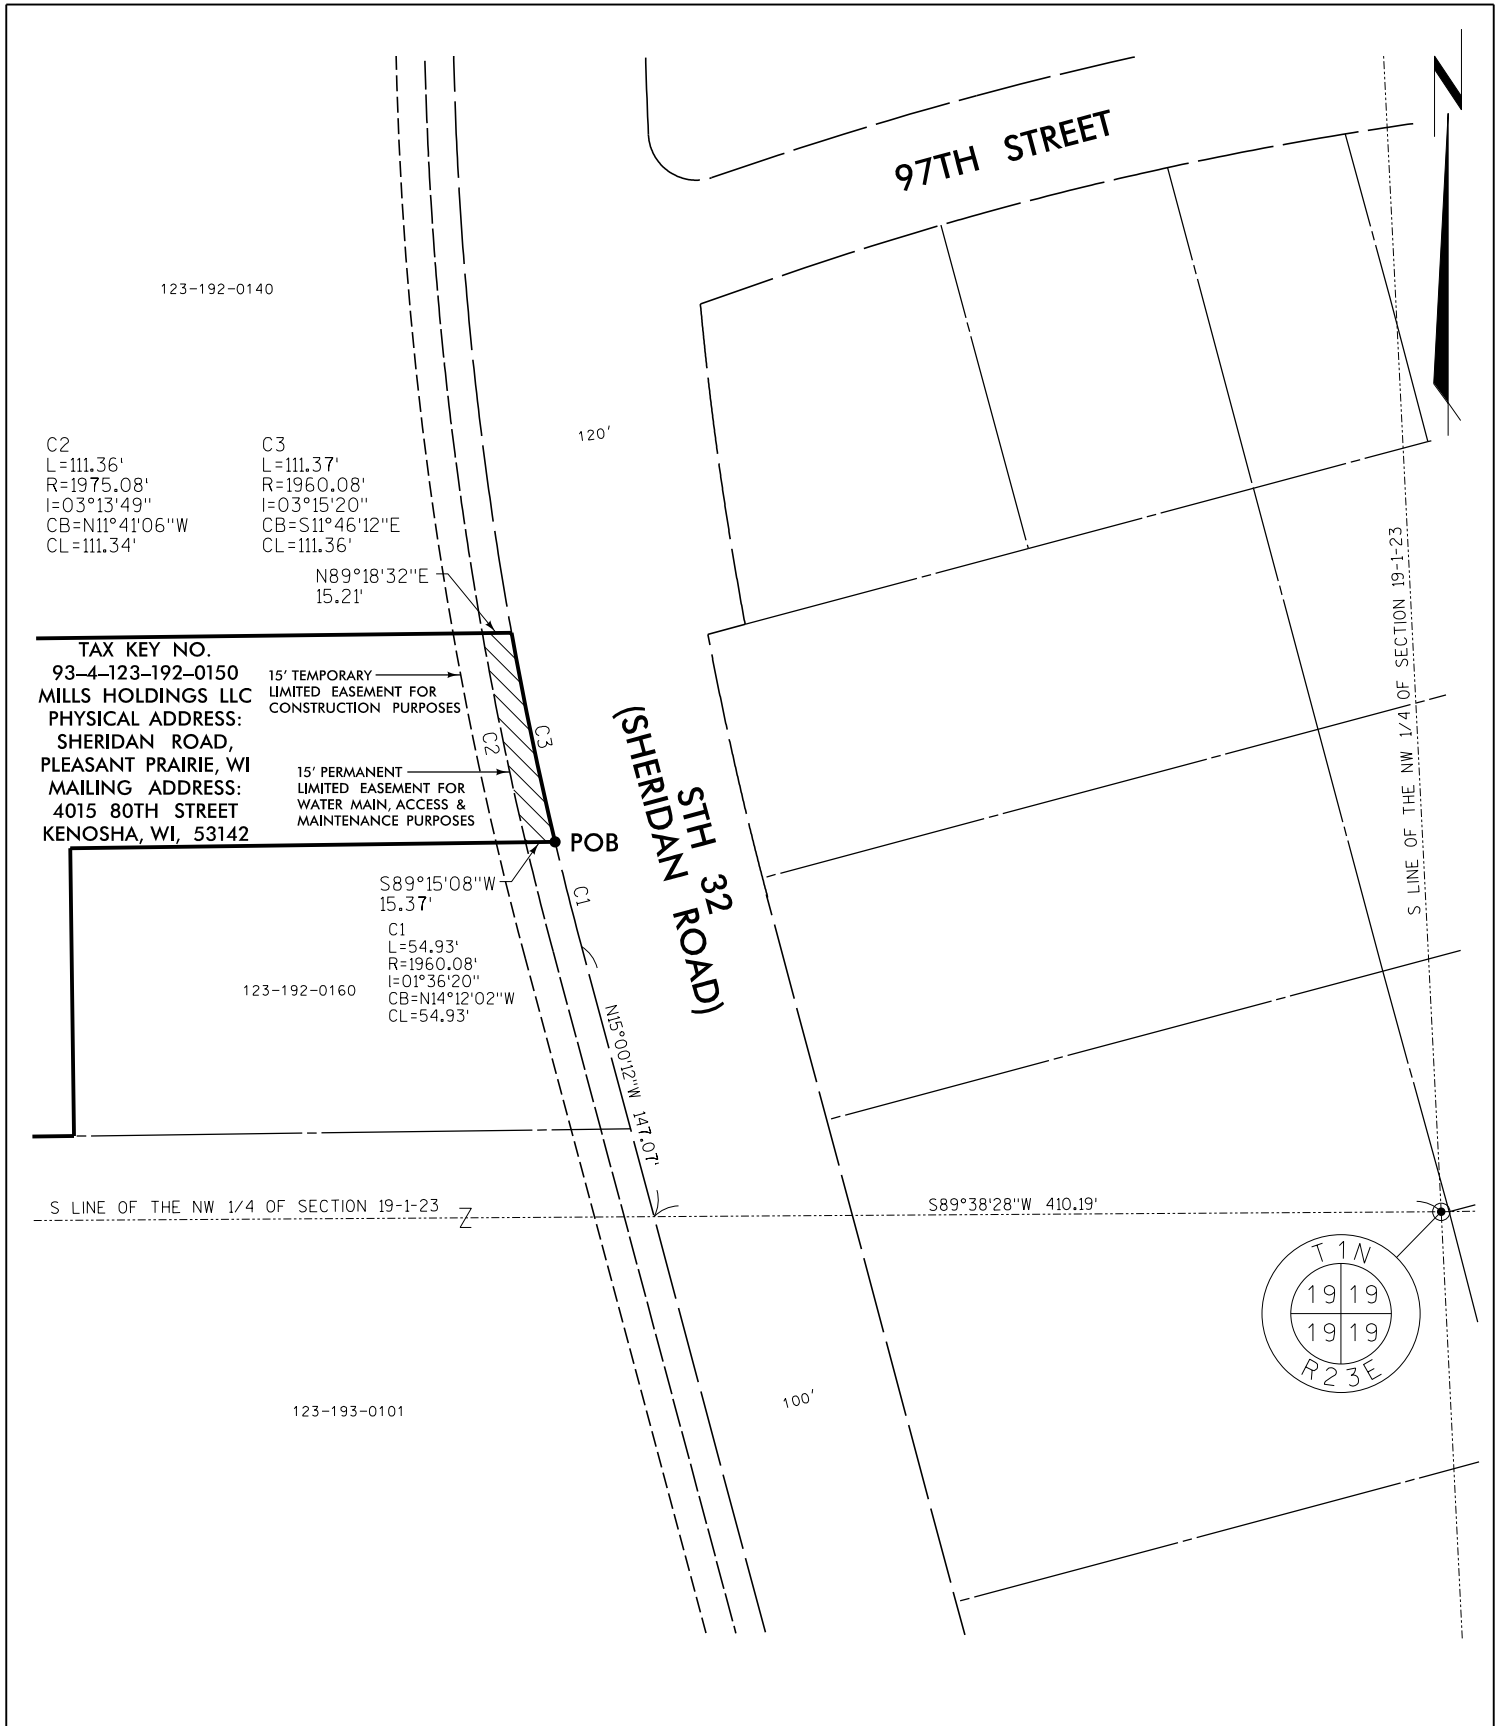 N
97TH STREET
123-192-0140
120'
C2
L=111.36'
R=1975.08'
I=03°13'49"
CB=N11°41'06"W
CL=111.34'
C3
L=111.37'
R=1960.08'
I=03°15'20"
CB=S11°46'12"E
CL=111.36'
N89°18'32"E
15.21'
TAX KEY NO.
93-4-123-192-0150
MILLS HOLDINGS LLC
PHYSICAL ADDRESS:
SHERIDAN ROAD,
PLEASANT PRAIRIE, WI
MAILING ADDRESS:
4015 80TH STREET
KENOSHA, WI, 53142
15' TEMPORARY
LIMITED EASEMENT FOR
CONSTRUCTION PURPOSES
15' PERMANENT
LIMITED EASEMENT FOR
WATER MAIN, ACCESS &
MAINTENANCE PURPOSES
C2
C3
POB
STH 32
(SHERIDAN ROAD)
S LINE OF THE NW 1/4 OF SECTION 19-1-23
S89°15'08"W
15.37'
C1
C1
L=54.93'
R=1960.08'
I=01°36'20"
CB=N14°12'02"W
CL=54.93'
123-192-0160
N15°00'12"W 147.07'
S LINE OF THE NW 1/4 OF SECTION 19-1-23
Z
S89°38'28"W 410.19'
T 1N
19 19
19 19
R23E
123-193-0101
100'